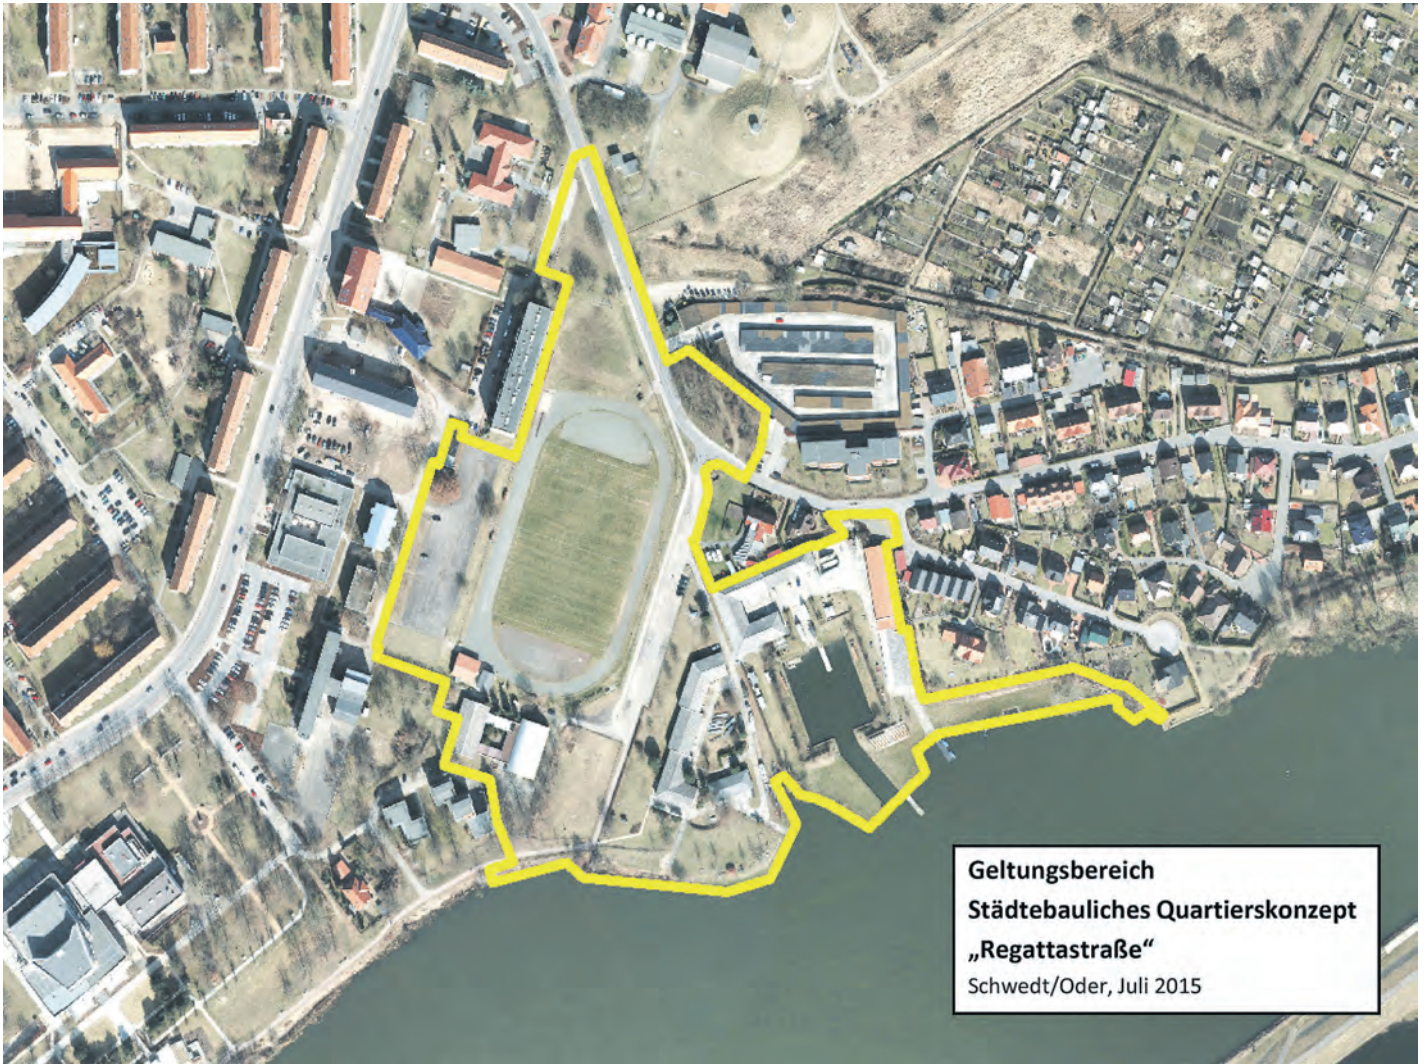 Geltungsbereich
Städtebauliches Quartierskonzept
„Regattastraße“
Schwedt/Oder, Juli 2015